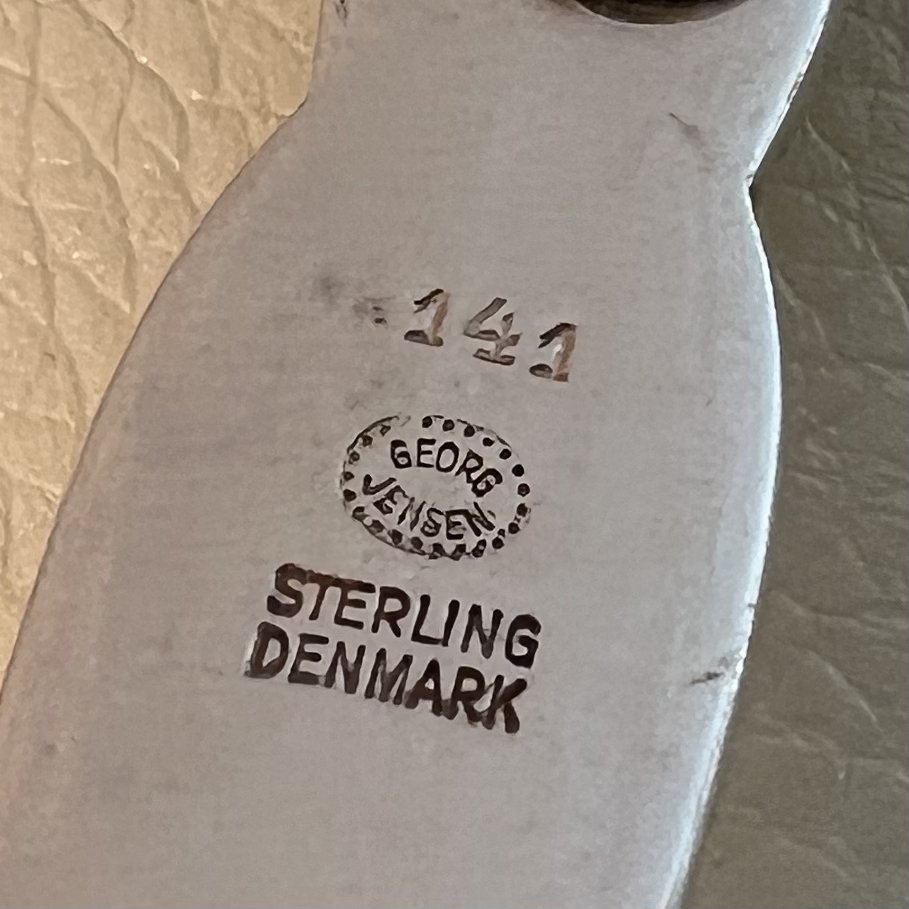 141
GEORG
JENSEN
STERLING
DENMARK